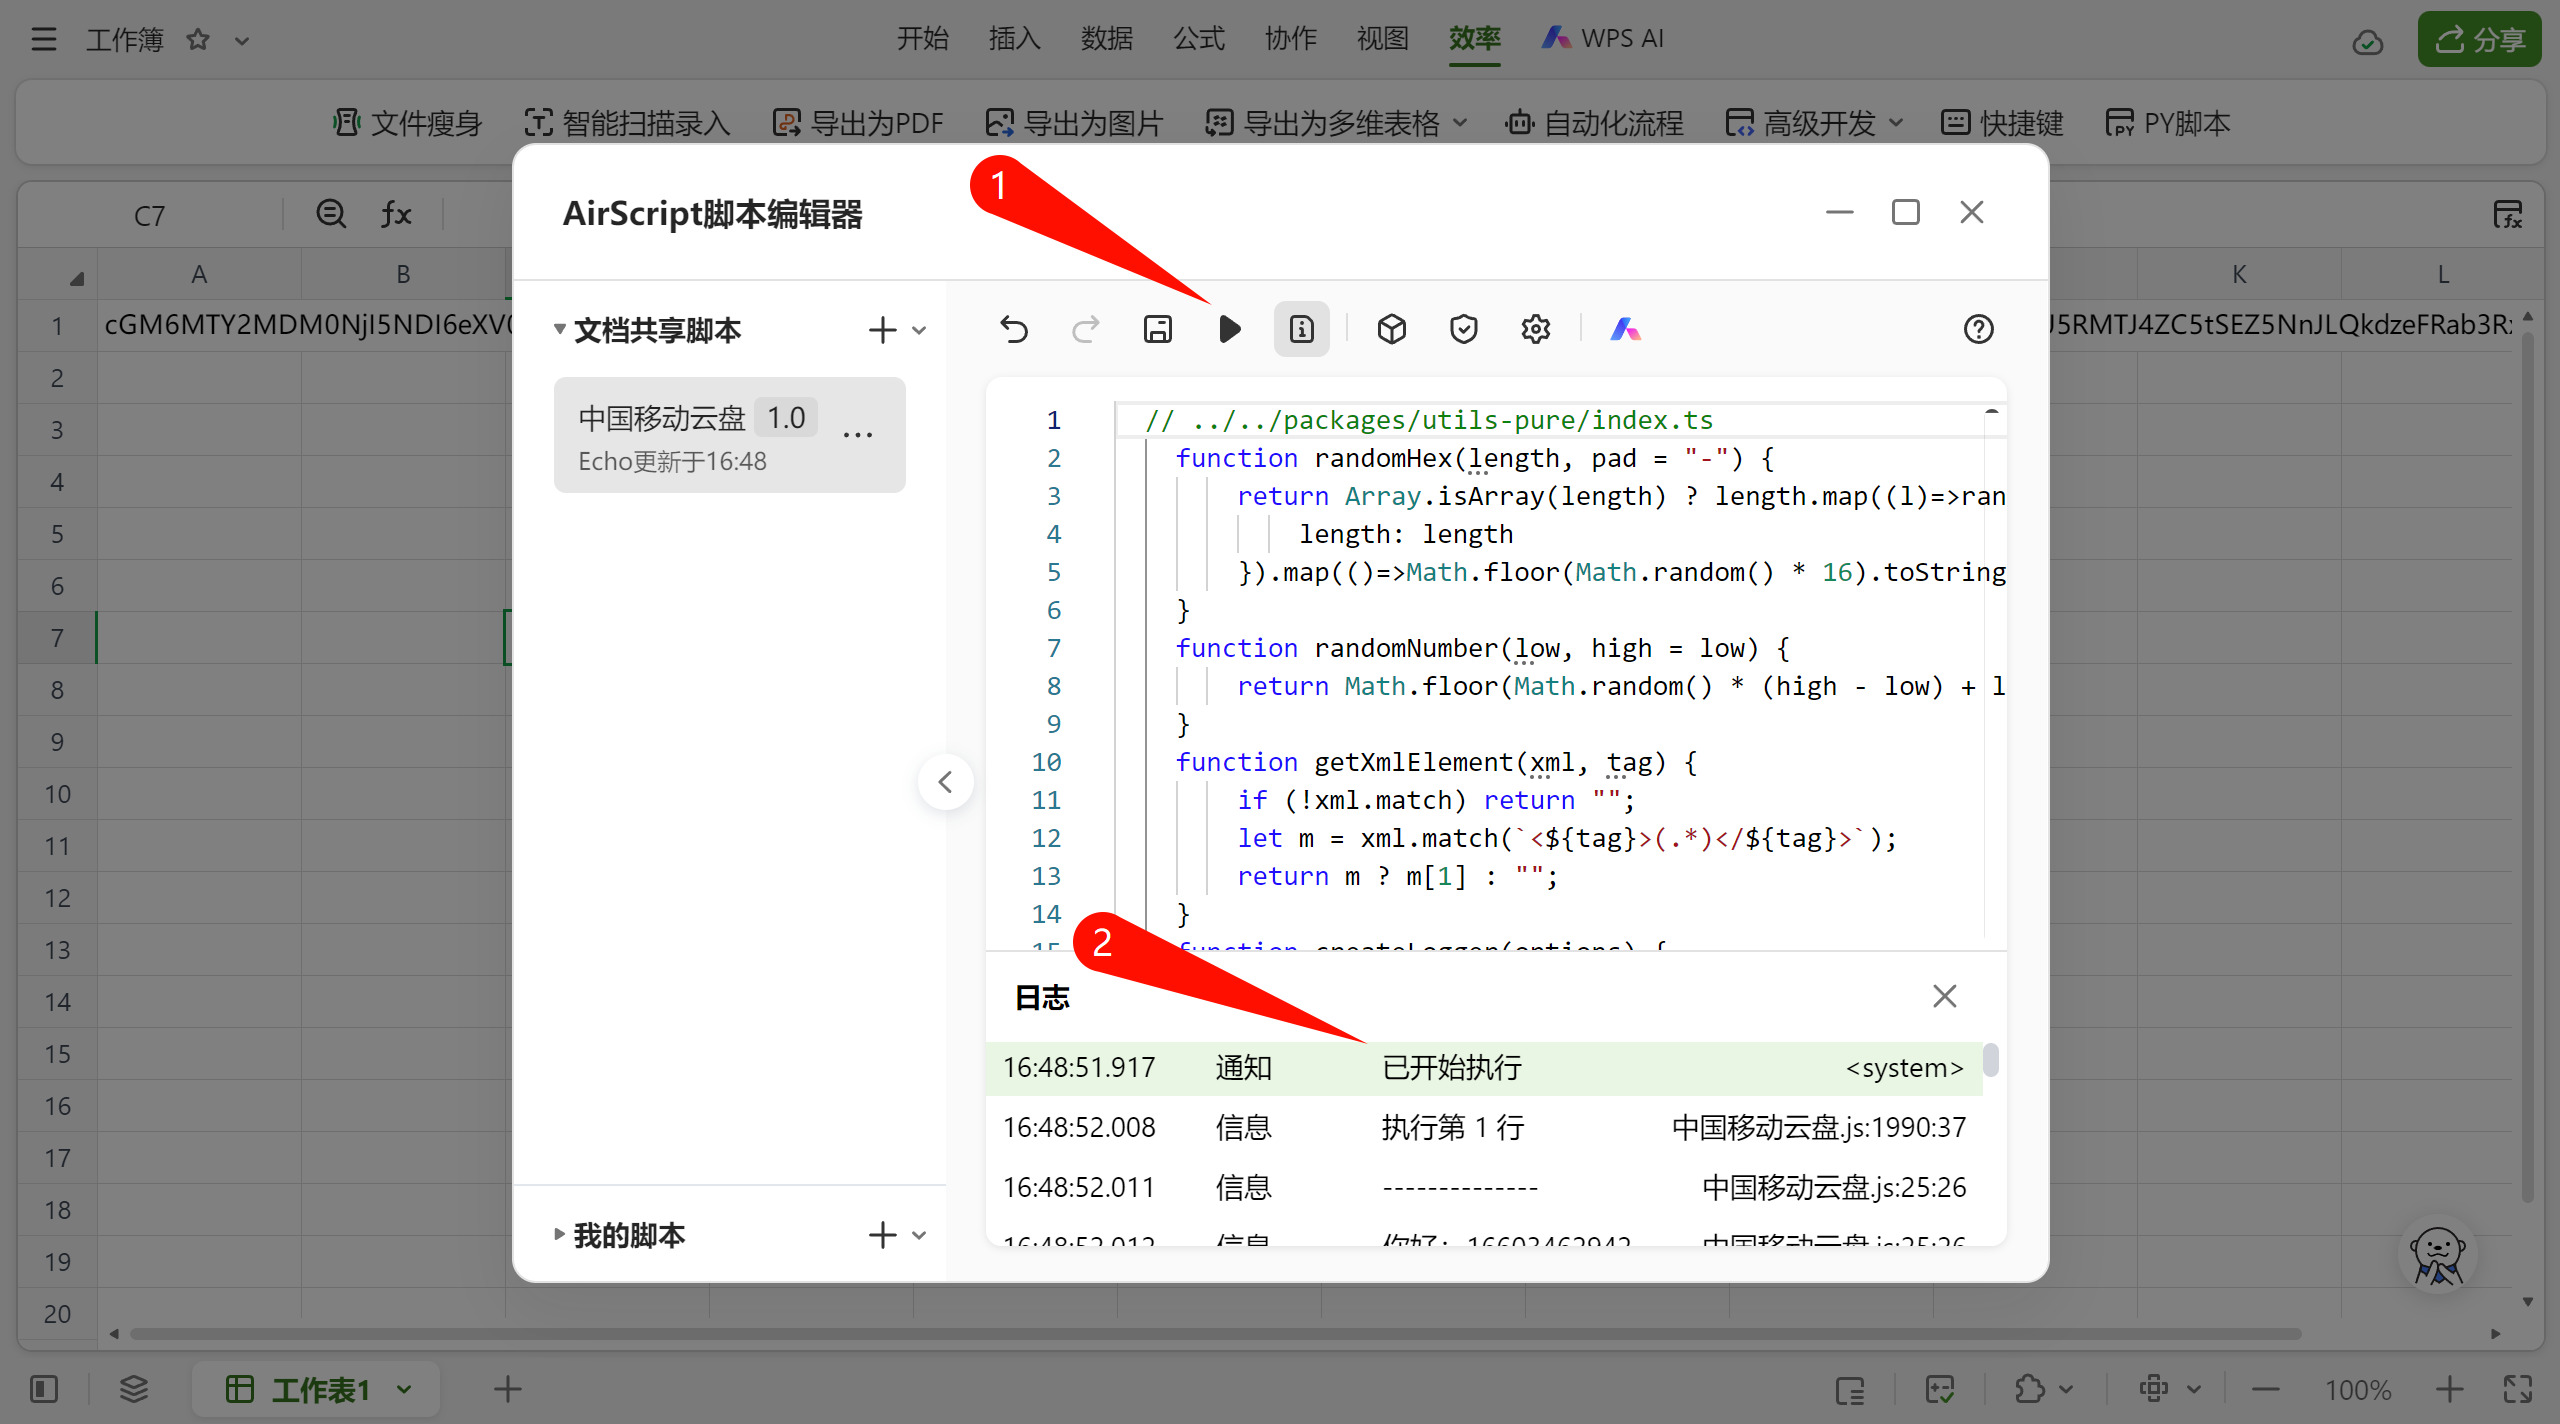 工作簿
开始 插入 数据 公式 协作 视图 效率 WPS AI
分享
文件瘦身 智能扫描录入 导出为PDF 导出为图片 导出为多维表格 自动化流程 高级开发 快捷键 PY脚本
C7 fx
A B K L
1
2
3
4
5
6
7
8
9
10
11
12
13
14
15
16
17
18
19
20
AirScript脚本编辑器
1
文档共享脚本
中国移动云盘 1.0
Echo更新于16:48
我的脚本
1 // ../../packages/utils-pure/index.ts
2 function randomHex(length, pad = "-") {
3 return Array.isArray(length) ? length.map((l)=>ran
4 length: length
5 }).map(()=>Math.floor(Math.random() * 16).toString
6 }
7 function randomNumber(low, high = low) {
8 return Math.floor(Math.random() * (high - low) + l
9 }
10 function getXmlElement(xml, tag) {
11 if (!xml.match) return "";
12 let m = xml.match(`<${tag}>(.*)</${tag}>`);
13 return m ? m[1] : "";
14 }
15 function createLogger(options) {
2
日志
16:48:51.917 通知 已开始执行 <system>
16:48:52.008 信息 执行第 1 行 中国移动云盘.js:1990:37
16:48:52.011 信息 -------------- 中国移动云盘.js:25:26
工作表1
100%